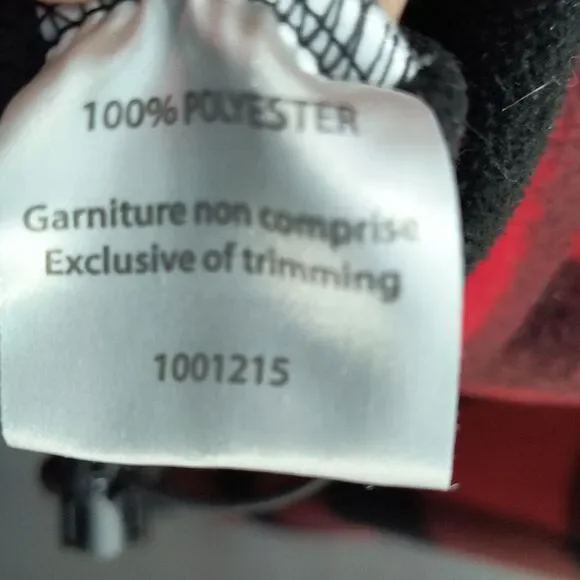 100% POLYESTER
Garniture non comprise
Exclusive of trimming
1001215